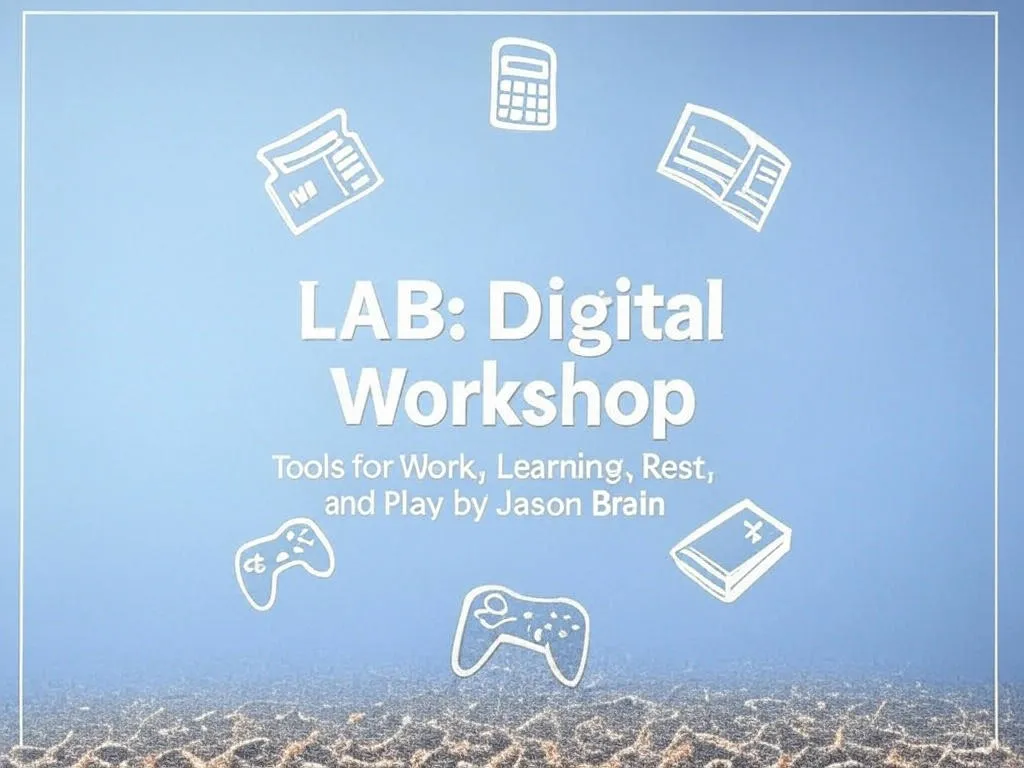 LAB: Digital
Workshop
Tools for Work, Learning, Rest,
and Play by Jason Brain